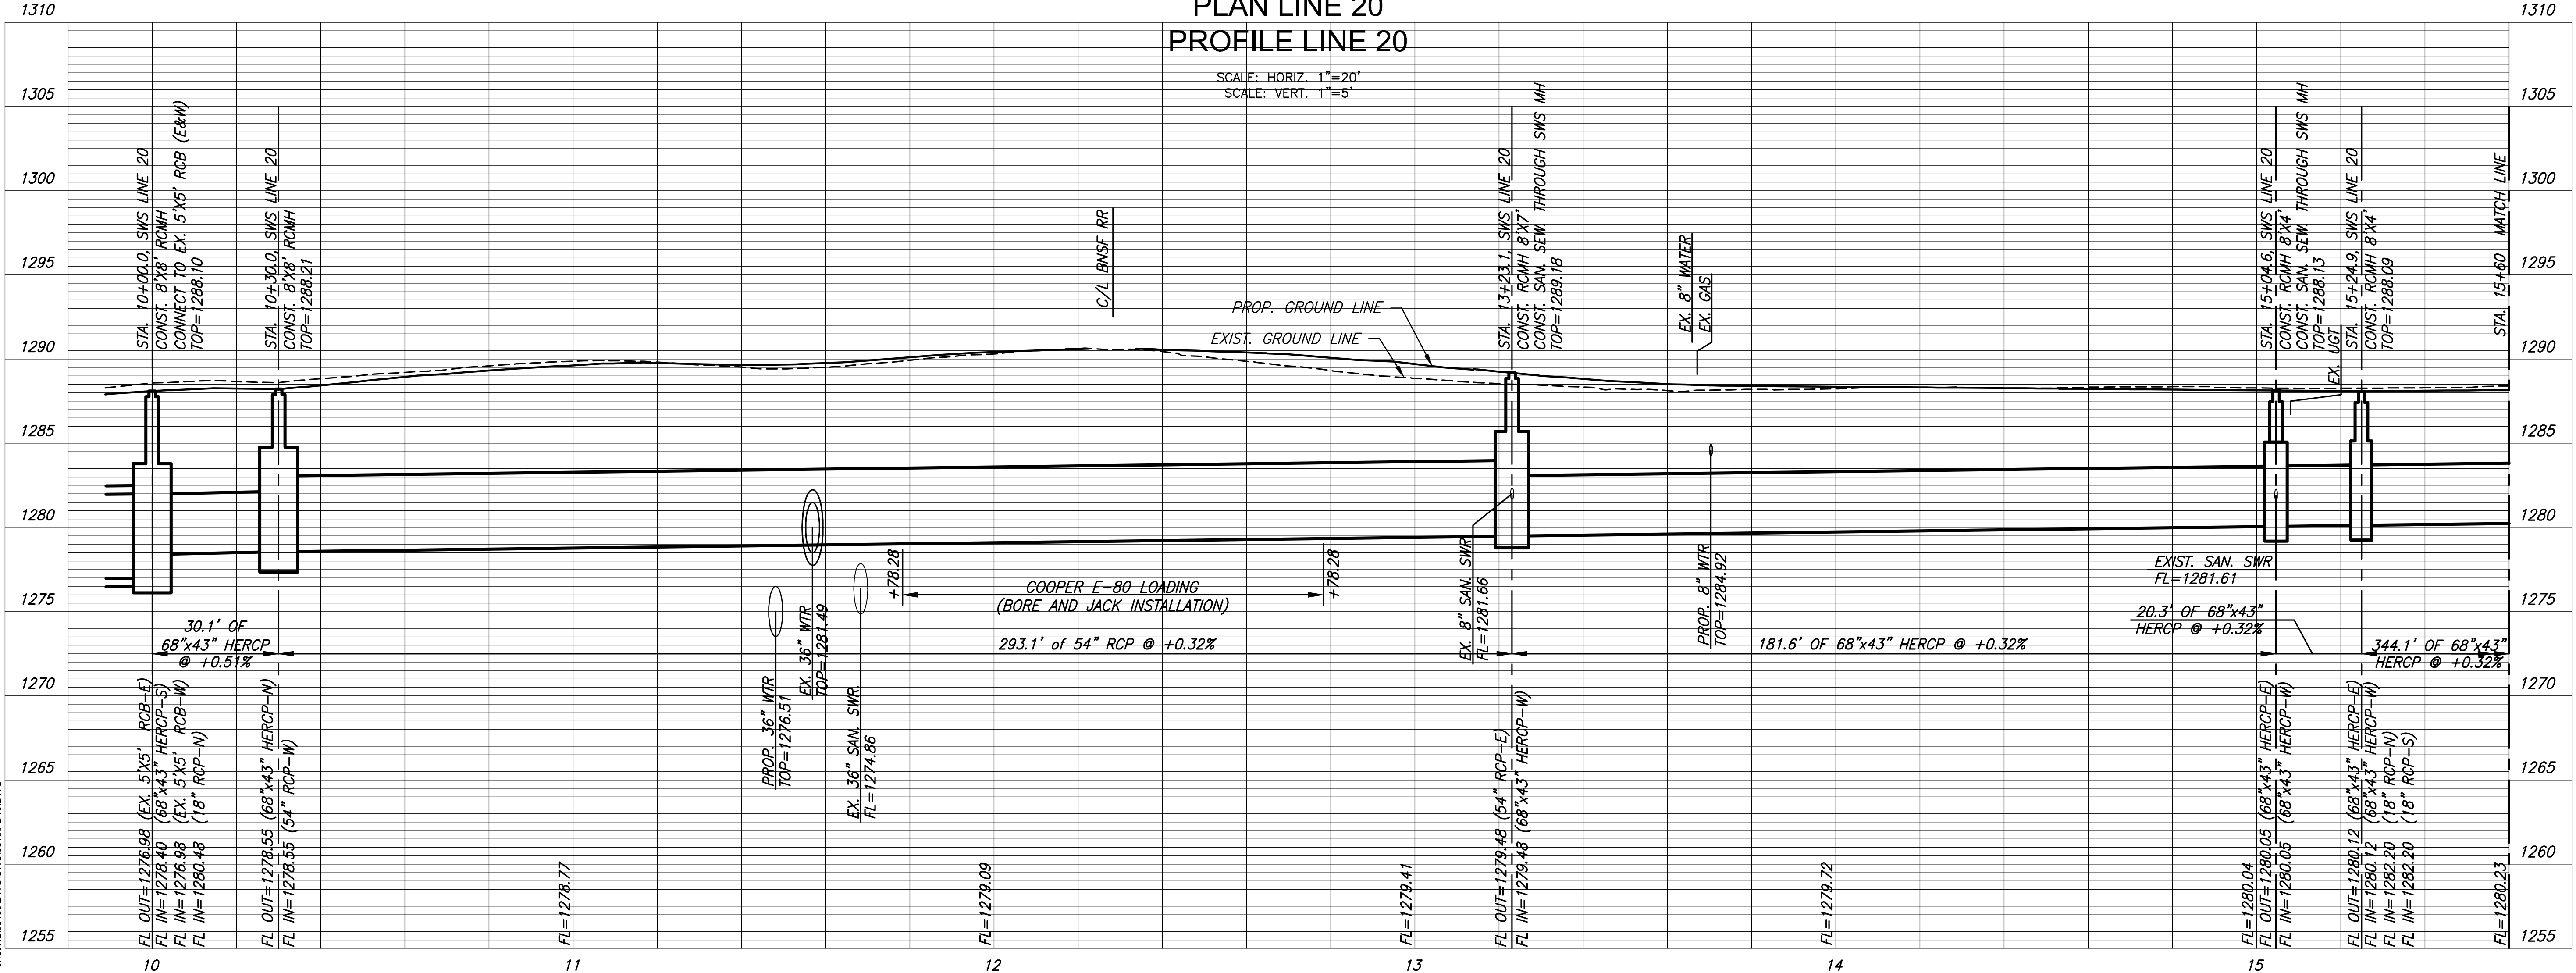 PLAN LINE 20
PROFILE LINE 20
SCALE: HORIZ. 1"=20'
SCALE: VERT. 1"=5'
1310
1305
1300
1295
1290
1285
1280
1275
1270
1265
1260
1255
STA. 10+00.0, SWS LINE 20
CONST. 8'X8' RCMH
CONNECT TO EX. 5'X5' RCB (E&W)
TOP=1288.10
STA. 10+30.0, SWS LINE 20
CONST. 8'X8' RCMH
TOP=1288.21
C/L BNSF RR
PROP. GROUND LINE
EXIST. GROUND LINE
STA. 13+23.1, SWS LINE 20
CONST. RCMH 8'X7'
CONST. SAN. SEW. THROUGH SWS MH
TOP=1289.18
EX. 8" WATER
EX. GAS
STA. 15+04.6, SWS LINE 20
CONST. RCMH 8'X4'
CONST. SAN. SEW. THROUGH SWS MH
TOP=1288.13
EX. UGT
STA. 15+24.9, SWS LINE 20
CONST. RCMH 8'X4'
TOP=1288.09
STA. 15+60 MATCH LINE
1310
1305
1300
1295
1290
1285
1280
1275
1270
1265
1260
1255
30.1' OF
68"x43" HERCP
@ +0.51%
PROP. 36" WTR
TOP=1276.51
EX. 36" WTR
TOP=1281.49
EX. 36" SAN. SWR.
FL=1274.86
+78.28
COOPER E-80 LOADING
(BORE AND JACK INSTALLATION)
+78.28
293.1' of 54" RCP @ +0.32%
EX. 8" SAN. SWR
FL=1281.66
PROP. 8" WTR
TOP=1284.92
181.6' OF 68"x43" HERCP @ +0.32%
EXIST. SAN. SWR
FL=1281.61
20.3' OF 68"x43"
HERCP @ +0.32%
344.1' OF 68"x43"
HERCP @ +0.32%
FL OUT=1276.98 (EX. 5'X5' RCB-E)
FL IN=1278.40 (68"x43" HERCP-S)
FL IN=1276.98 (EX. 5'X5' RCB-W)
FL IN=1280.48 (18" RCP-N)
FL OUT=1278.55 (68"x43" HERCP-N)
FL IN=1278.55 (54" RCP-W)
FL=1278.77
FL=1279.09
FL=1279.41
FL OUT=1279.48 (54" RCP-E)
FL IN=1279.48 (68"x43" HERCP-W)
FL=1279.72
FL=1280.04
FL OUT=1280.05 (68"x43" HERCP-E)
FL IN=1280.05 (68"x43" HERCP-W)
FL OUT=1280.12 (68"x43" HERCP-E)
FL IN=1280.12 (68"x43" HERCP-W)
FL IN=1282.20 (18" RCP-N)
FL IN=1282.20 (18" RCP-S)
FL=1280.23
10
11
12
13
14
15